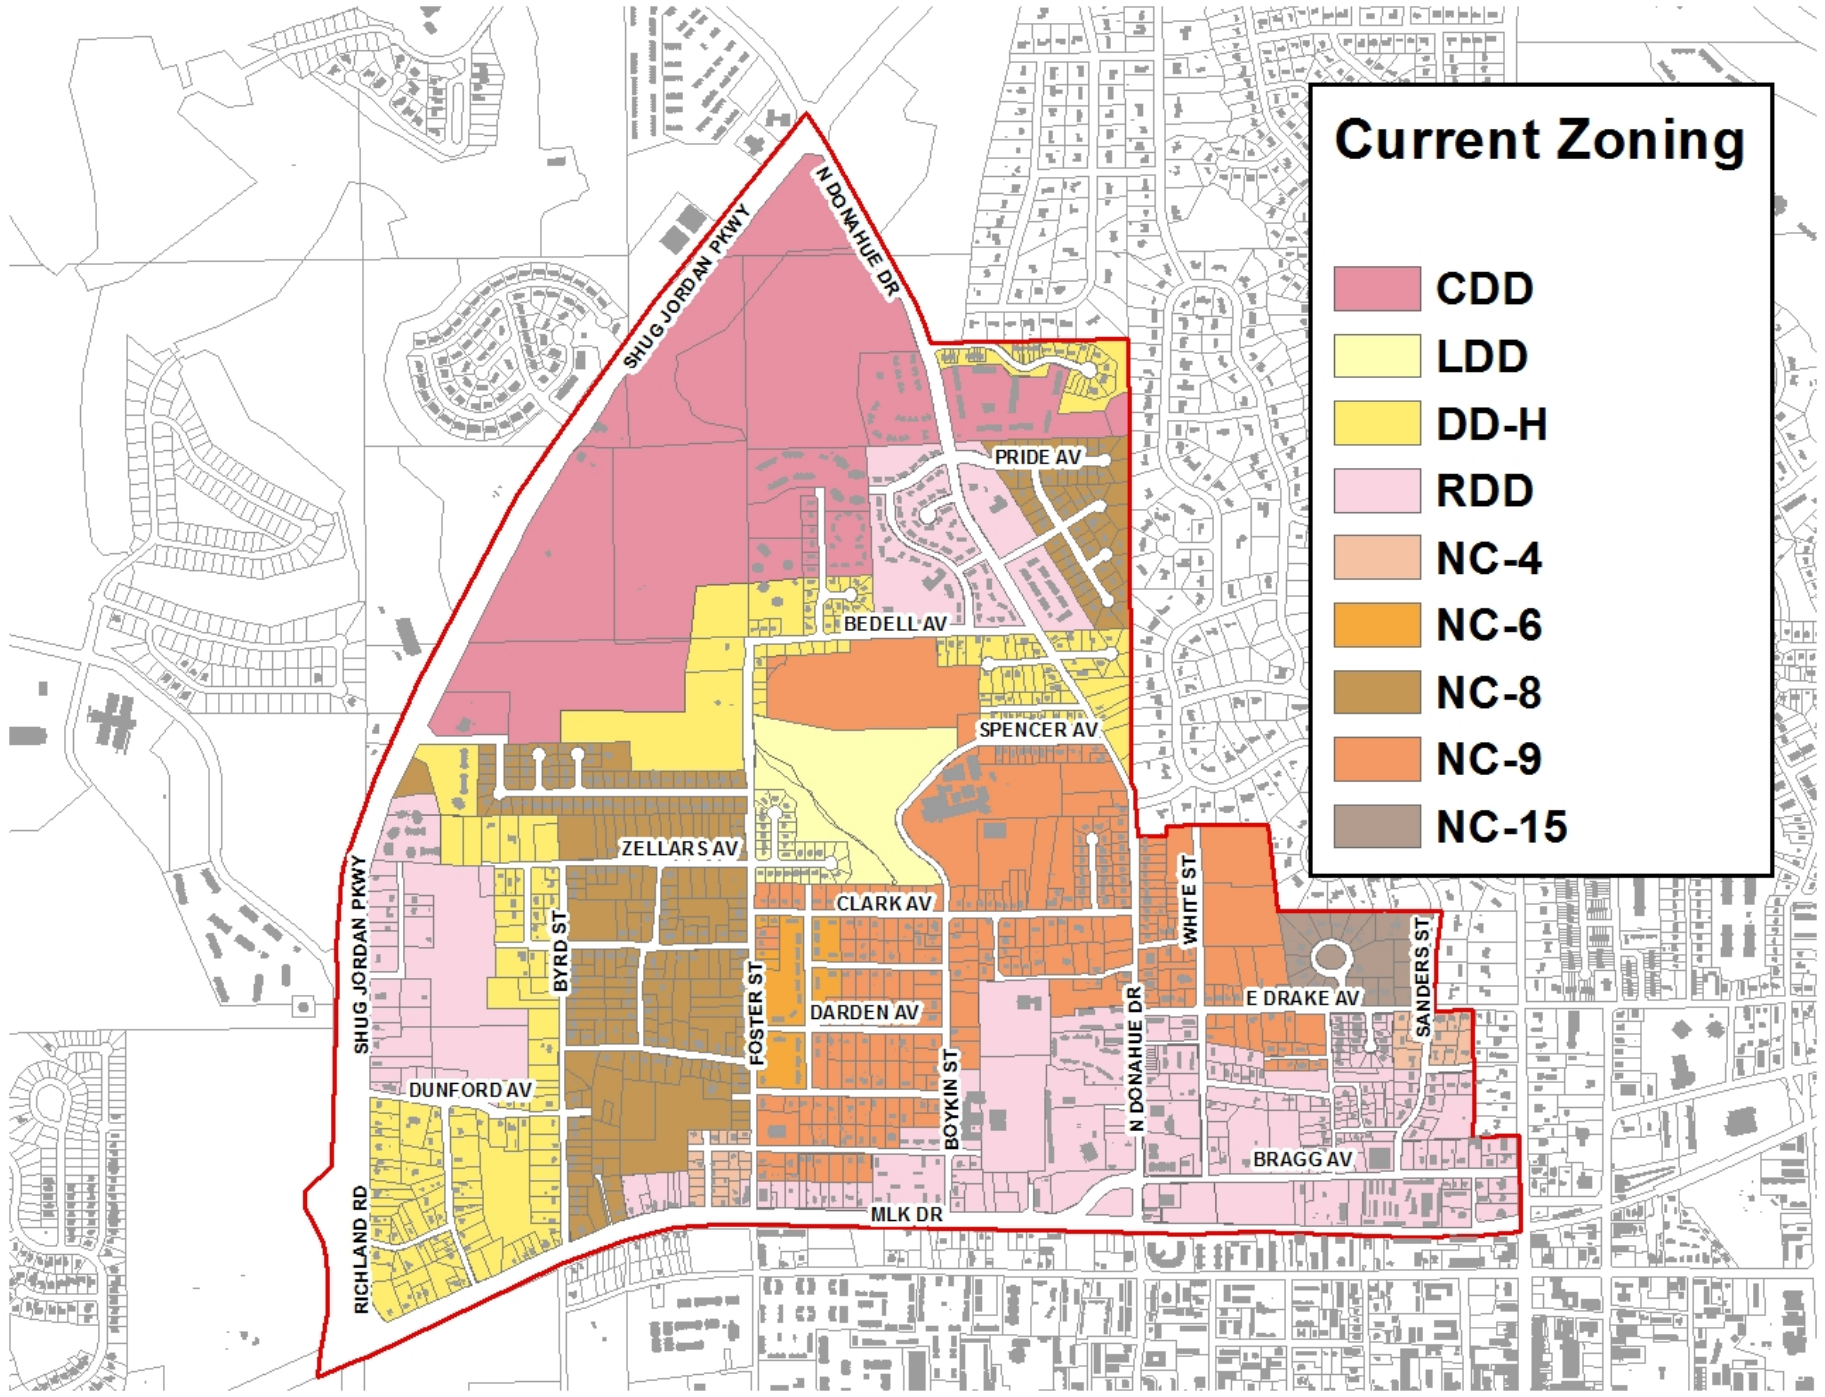 Current Zoning
CDD
LDD
DD-H
RDD
NC-4
NC-6
NC-8
NC-9
NC-15
N DONAHUE DR
SHUG JORDAN PKWY
PRIDE AV
BEDELL AV
SPENCER AV
ZELLARS AV
CLARK AV
WHITE ST
SHUG JORDAN PKWY
BYRD ST
FOSTER ST
DARDEN AV
E DRAKE AV
SANDERS ST
N DONAHUE DR
BOYKIN ST
DUNFORD AV
BRAGG AV
RICHLAND RD
MLK DR